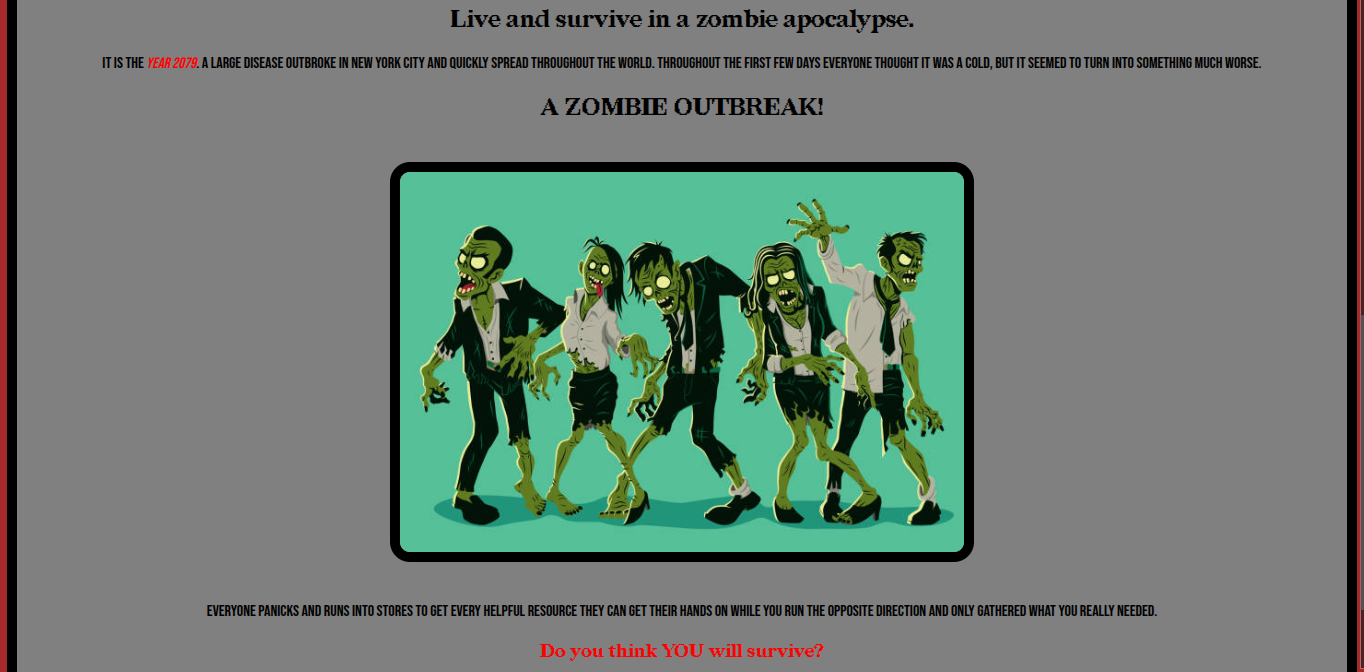 Live and survive in a zombie apocalypse.
IT IS THE YEAR 2079. A LARGE DISEASE OUTBROKE IN NEW YORK CITY AND QUICKLY SPREAD THROUGHOUT THE WORLD. THROUGHOUT THE FIRST FEW DAYS EVERYONE THOUGHT IT WAS A COLD, BUT IT SEEMED TO TURN INTO SOMETHING MUCH WORSE.
A ZOMBIE OUTBREAK!
EVERYONE PANICKS AND RUNS INTO STORES TO GET EVERY HELPFUL RESOURCE THEY CAN GET THEIR HANDS ON WHILE YOU RUN THE OPPOSITE DIRECTION AND ONLY GATHERED WHAT YOU REALLY NEEDED.
Do you think YOU will survive?